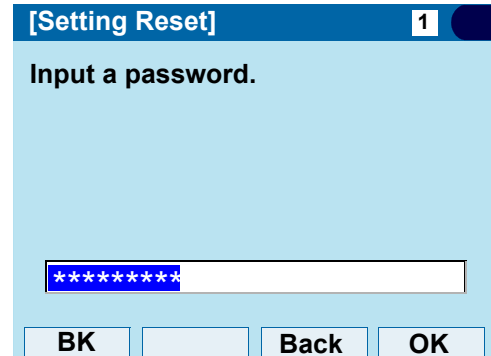 [Setting Reset] 1
Input a password.
*********
BK Back OK